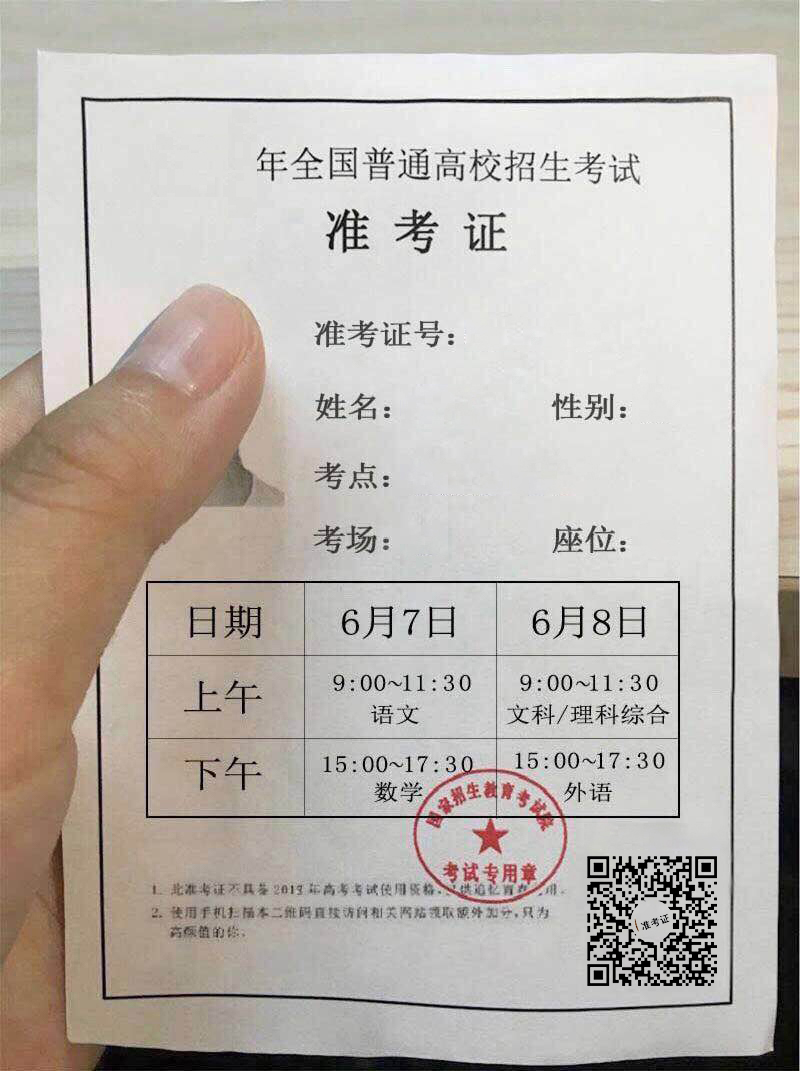 年全国普通高校招生考试
准考证
准考证号：
姓名： 性别：
考点：
考场： 座位：
日期 6月7日 6月8日
上午 9:00~11:30 9:00~11:30
语文 文科/理科综合
下午 15:00~17:30 15:00~17:30
数学 外语
国家招生教育考试院
考试专用章
1. 此准考证不具备2017年高考考试使用资格，供追忆青春用.
2. 使用手机扫描本二维码直接访问相关网站领取额外加分，只为
高颜值的你.
准考证